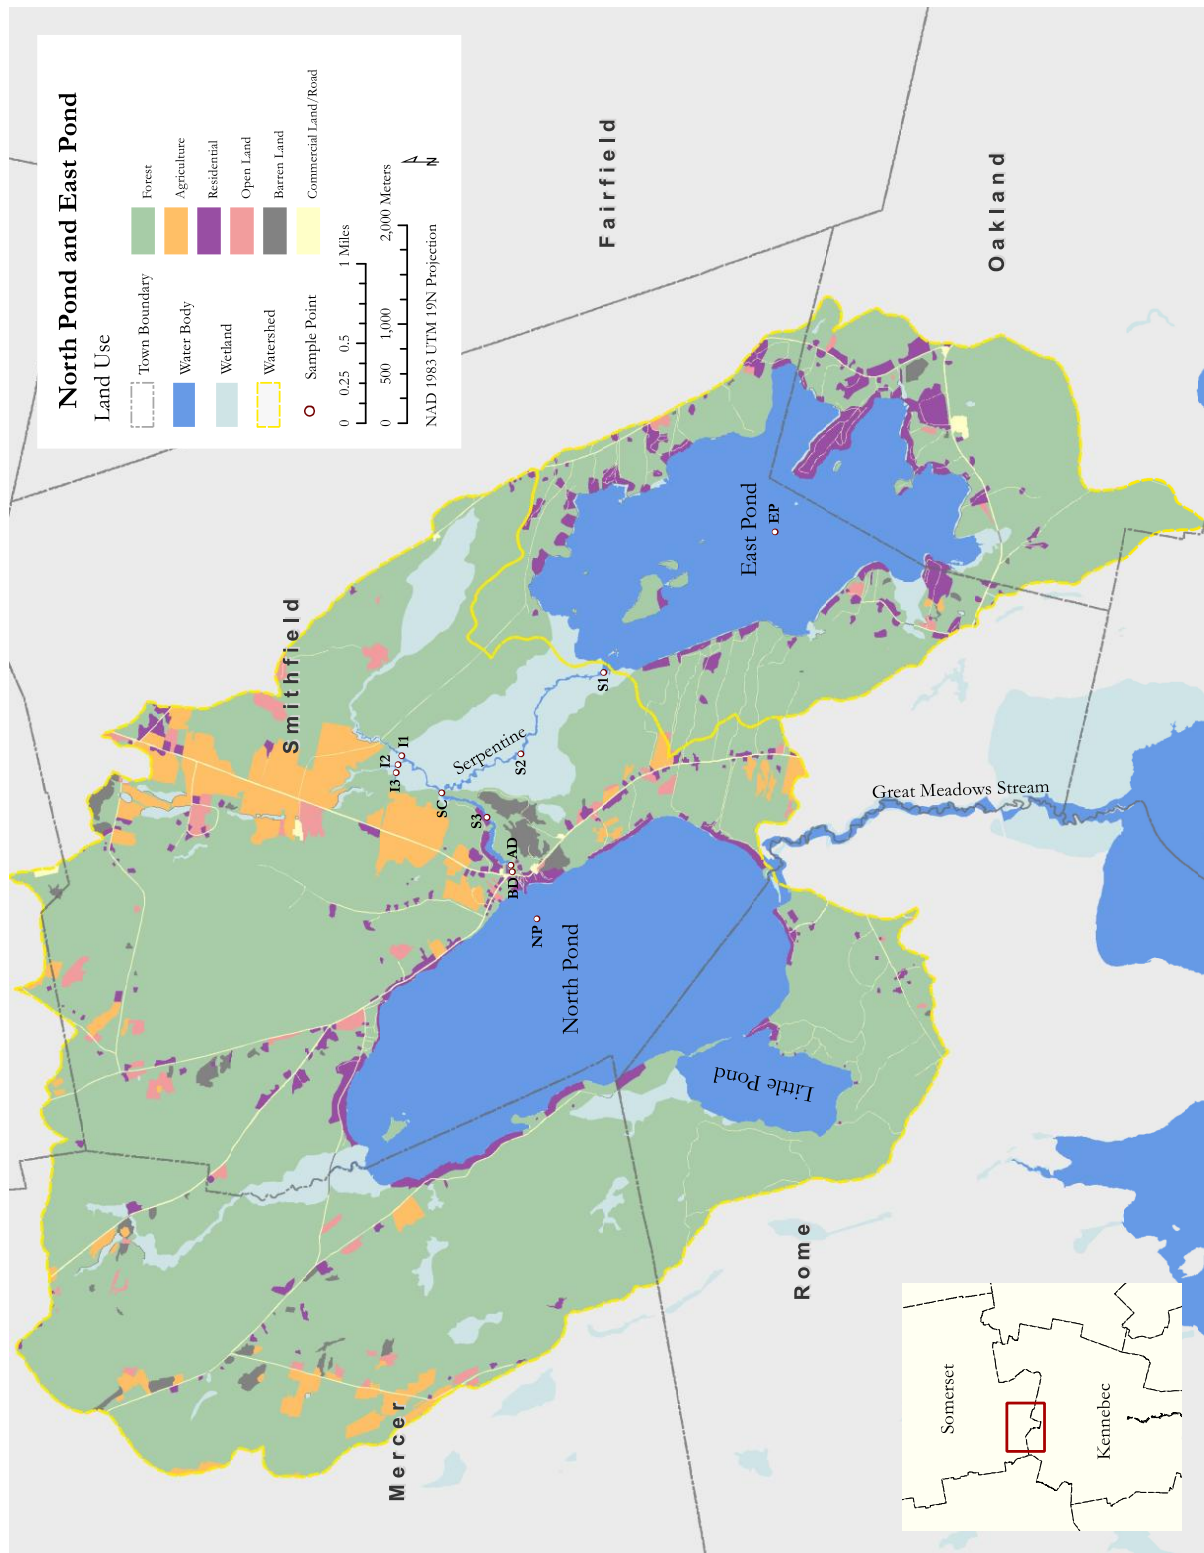 North Pond and East Pond
Land Use
Town Boundary
Water Body
Wetland
Watershed
Sample Point
Forest
Agriculture
Residential
Open Land
Barren Land
Commercial Land/Road
0 0.25 0.5 1 Miles
0 500 1,000 2,000 Meters
N
NAD 1983 UTM 19N Projection
Fairfield
Oakland
Smithfield
Mercer
Rome
East Pond
EP
S1
S2
Serpentine
I1
I2
I3
SC
S3
AD
BD
NP
North Pond
Little Pond
Great Meadows Stream
Somerset
Kennebec